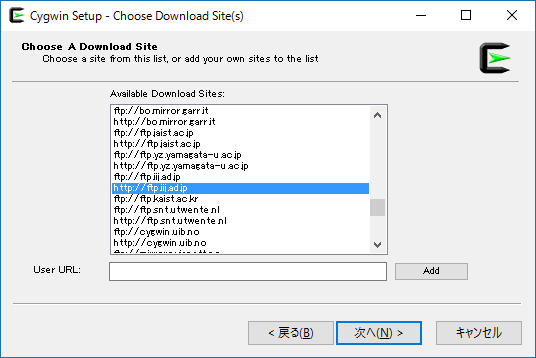 Cygwin Setup - Choose Download Site(s)
Choose A Download Site
Choose a site from this list, or add your own sites to the list
Available Download Sites:
ftp://bo.mirror.garr.it
http://bo.mirror.garr.it
ftp://ftp.jaist.ac.jp
http://ftp.jaist.ac.jp
ftp://ftp.yz.yamagata-u.ac.jp
http://ftp.yz.yamagata-u.ac.jp
ftp://ftp.iij.ad.jp
http://ftp.iij.ad.jp
ftp://ftp.kaist.ac.kr
ftp://ftp.snt.utwente.nl
http://ftp.snt.utwente.nl
ftp://cygwin.uib.no
http://cygwin.uib.no
User URL:
Add
< 戻る(B)
次へ(N) >
キャンセル